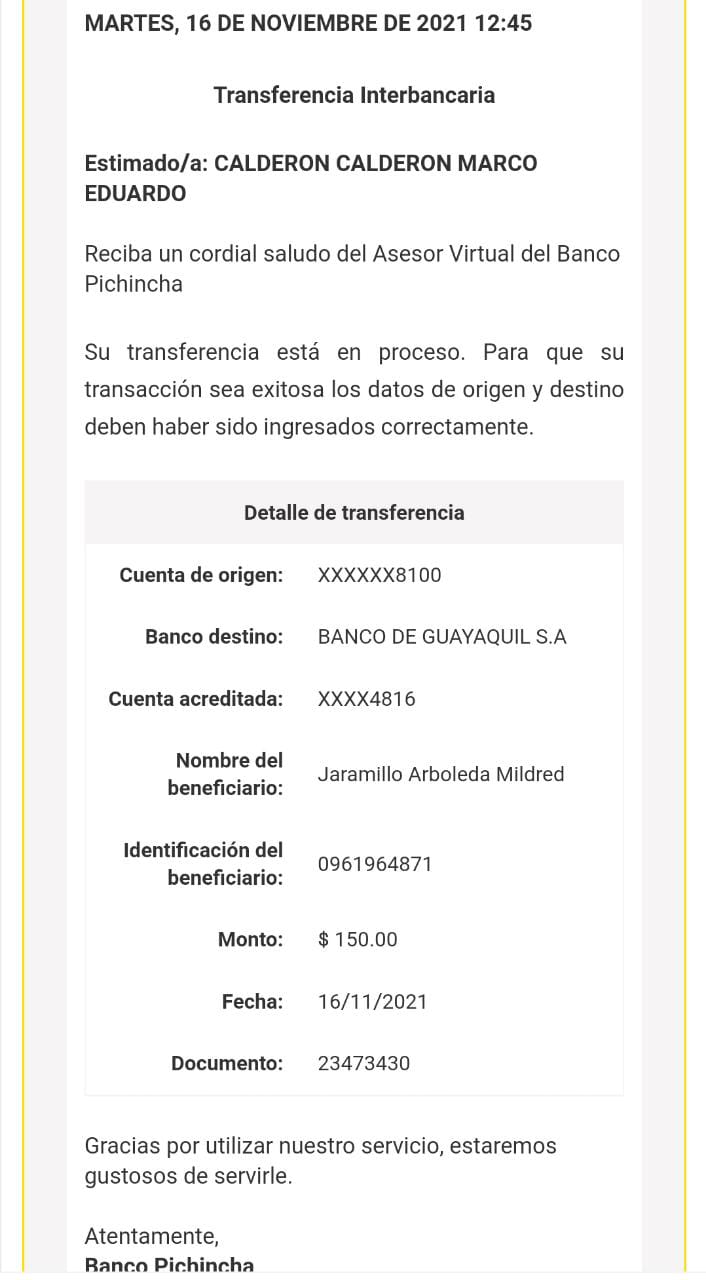 MARTES, 16 DE NOVIEMBRE DE 2021 12:45
Transferencia Interbancaria
Estimado/a: CALDERON CALDERON MARCO
EDUARDO
Reciba un cordial saludo del Asesor Virtual del Banco
Pichincha
Su transferencia está en proceso. Para que su
transacción sea exitosa los datos de origen y destino
deben haber sido ingresados correctamente.
Detalle de transferencia
Cuenta de origen: XXXXXX8100
Banco destino: BANCO DE GUAYAQUIL S.A
Cuenta acreditada: XXXX4816
Nombre del
beneficiario: Jaramillo Arboleda Mildred
Identificación del
beneficiario: 0961964871
Monto: $ 150.00
Fecha: 16/11/2021
Documento: 23473430
Gracias por utilizar nuestro servicio, estaremos
gustosos de servirle.
Atentamente,
Banco Pichincha